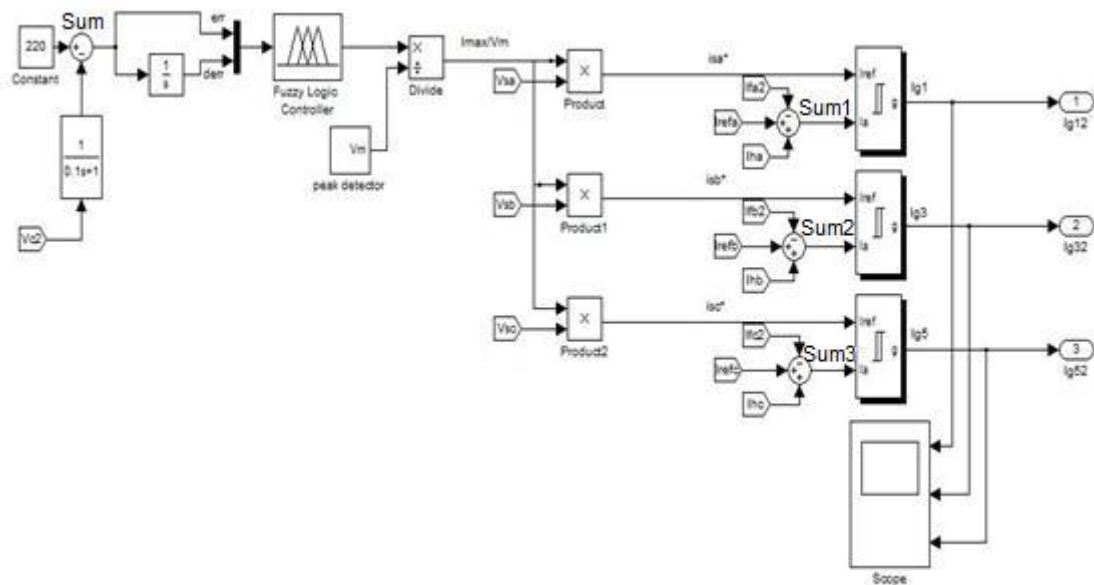 Sum
220
Constant
err
derr
1
s
Fuzzy Logic
Controller
Imax/Vm
Divide
Vm
peak detector
1
0.1s+1
Vc2
Vsa
Product
isa*
Ifa2
Irefa
Iha
Sum1
Iref
Ia
g
Ig1
1
Ig12
Vsb
Product1
isb*
Ifb2
Irefb
Ihb
Sum2
Iref
Ia
g
Ig3
2
Ig32
Vsc
Product2
isc*
Ifc2
Irefc
Ihc
Sum3
Iref
Ia
g
Ig5
3
Ig52
Scope